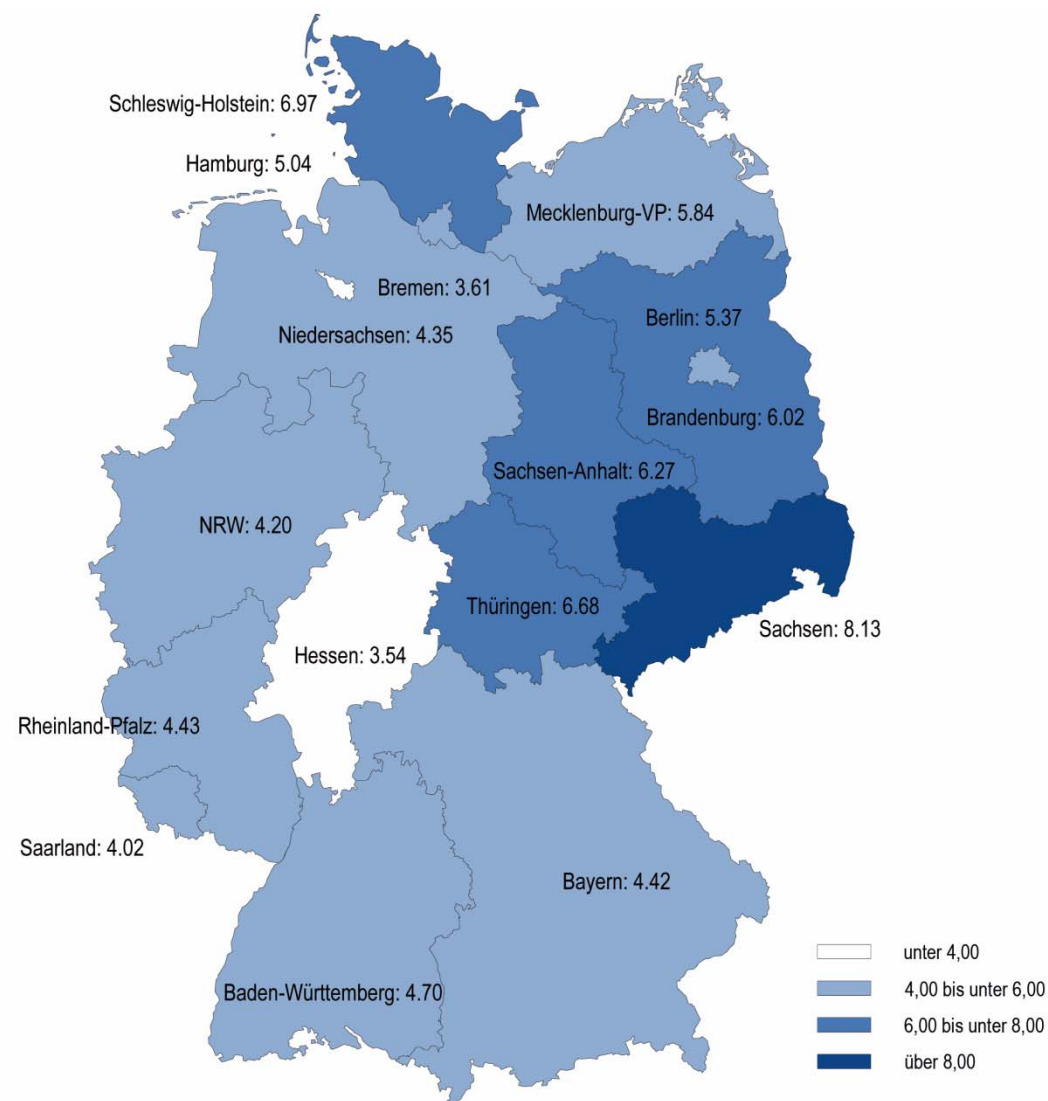 Schleswig-Holstein: 6.97
Hamburg: 5.04
Mecklenburg-VP: 5.84
Bremen: 3.61
Niedersachsen: 4.35
Berlin: 5.37
Brandenburg: 6.02
Sachsen-Anhalt: 6.27
NRW: 4.20
Thüringen: 6.68
Sachsen: 8.13
Hessen: 3.54
Rheinland-Pfalz: 4.43
Saarland: 4.02
Bayern: 4.42
Baden-Württemberg: 4.70
unter 4,00
4,00 bis unter 6,00
6,00 bis unter 8,00
über 8,00